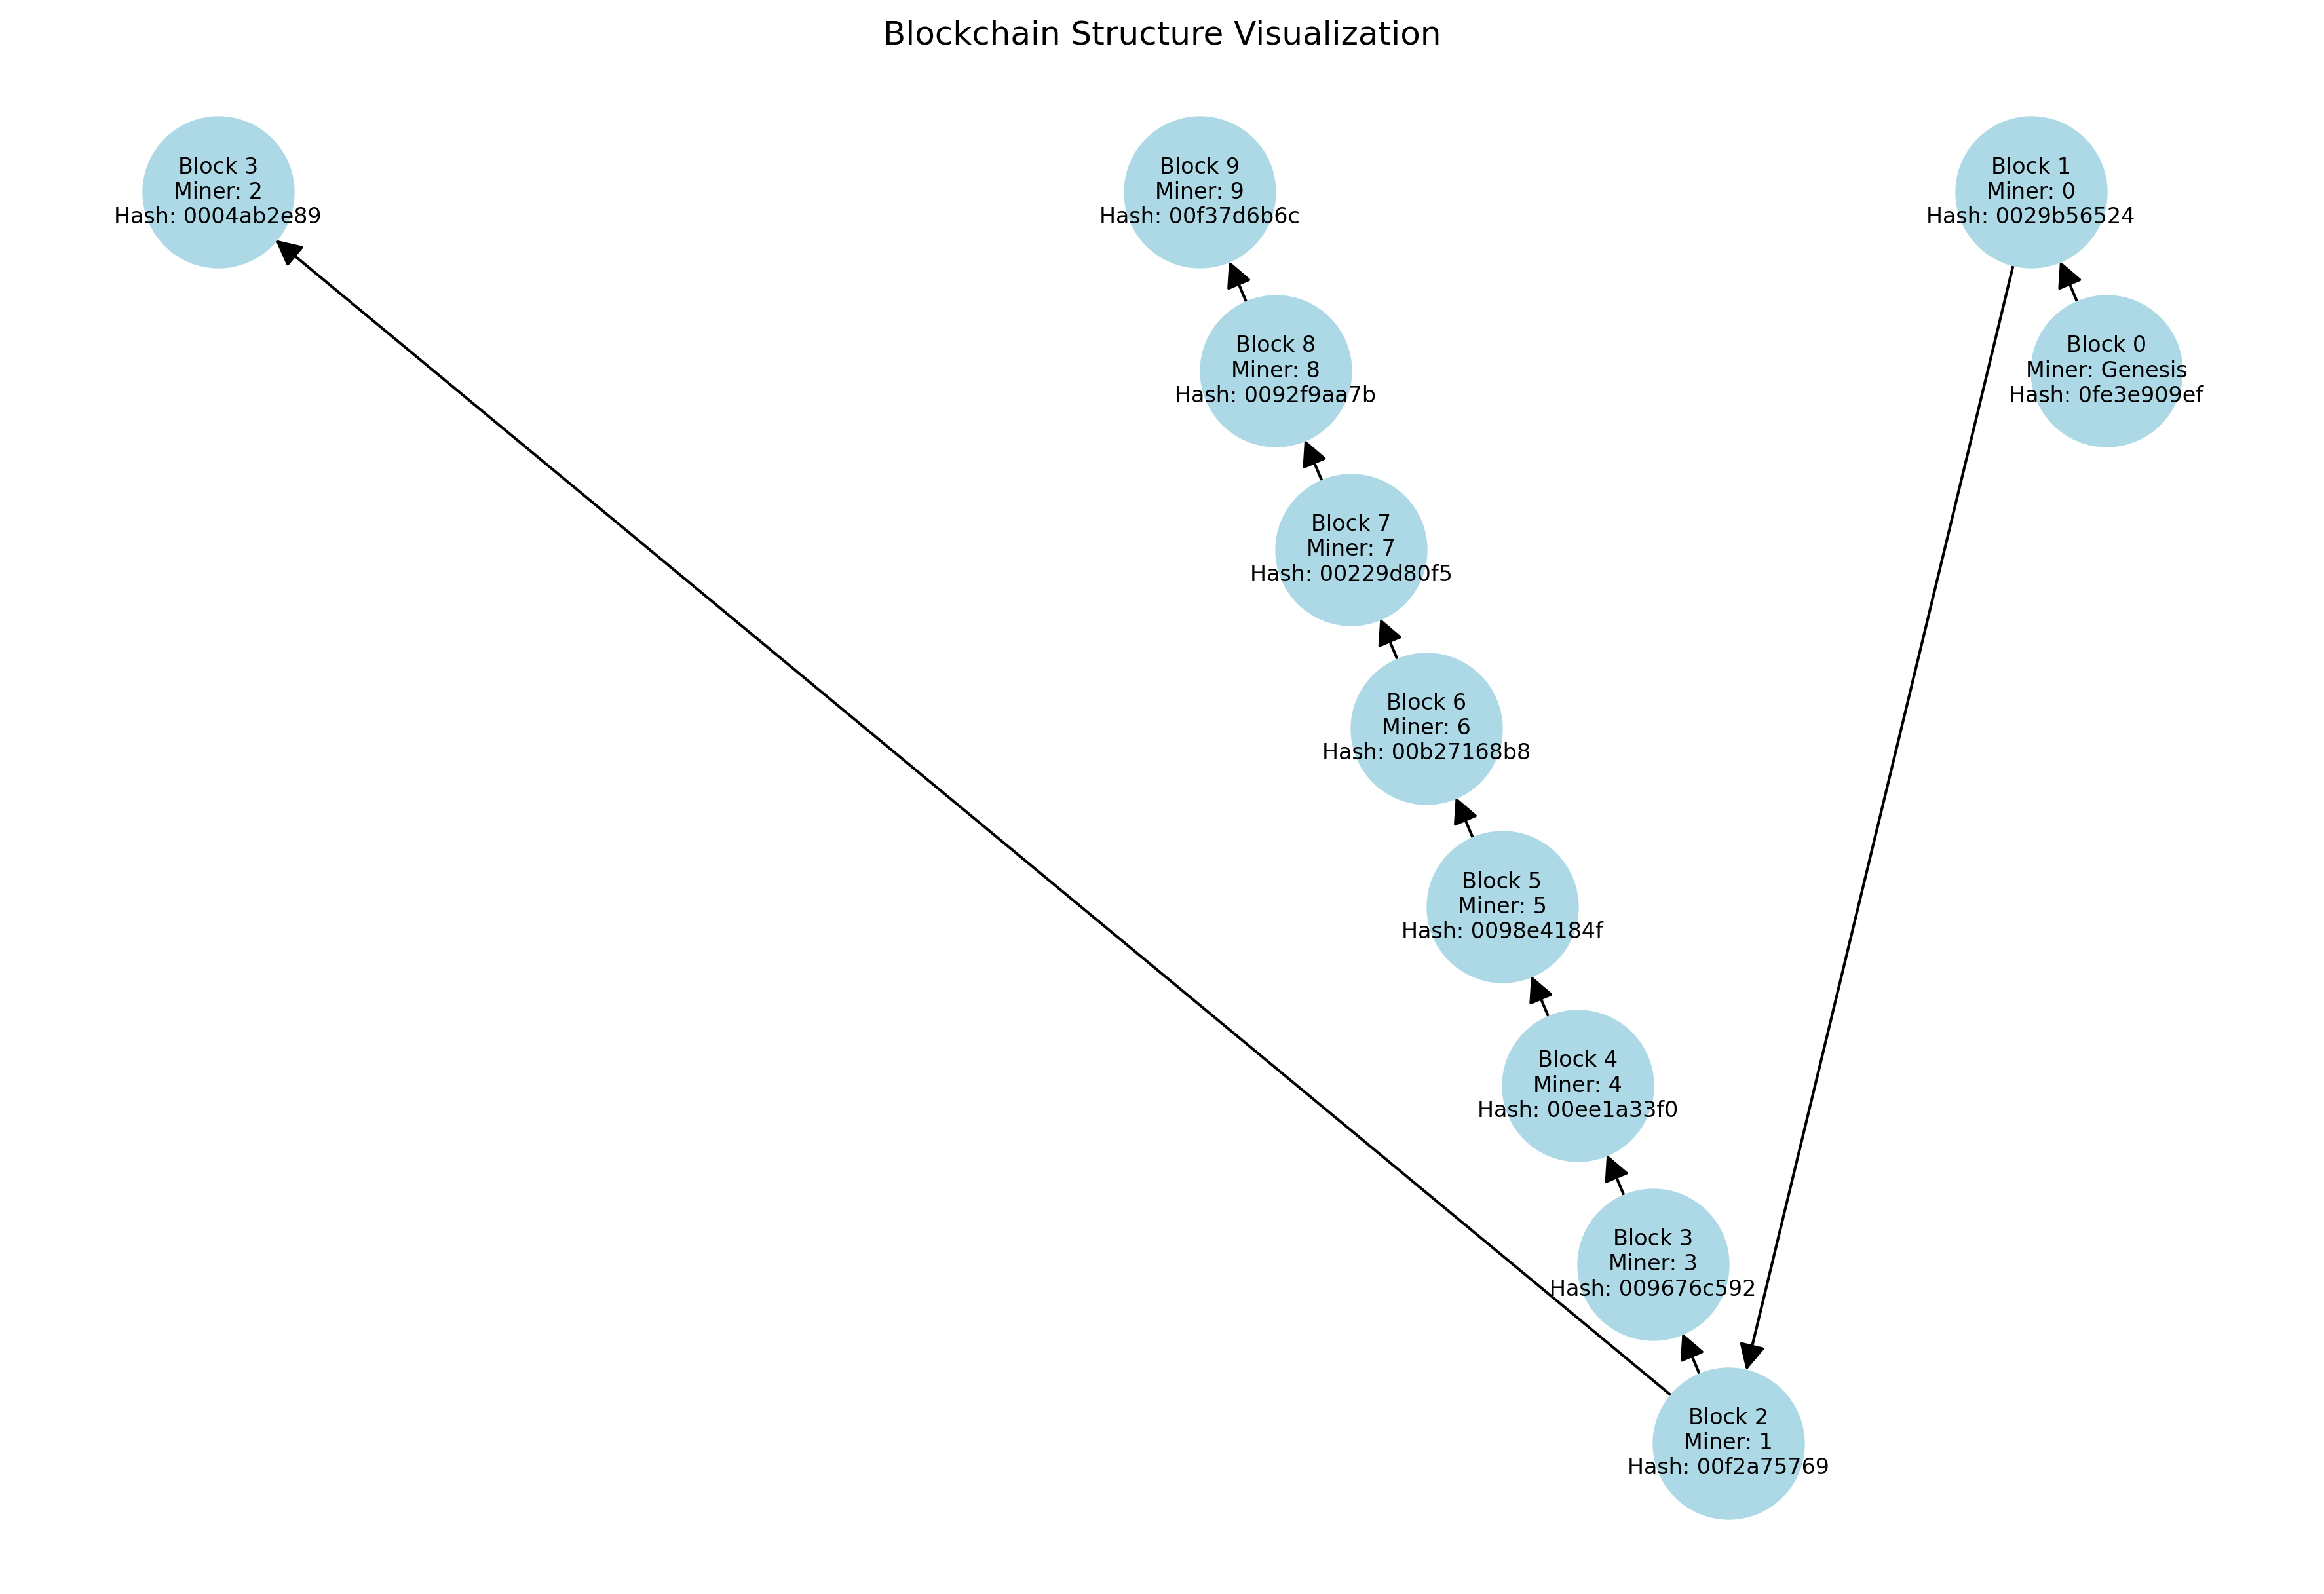 Blockchain Structure Visualization
Block 3
Miner: 2
Hash: 0004ab2e89
Block 9
Miner: 9
Hash: 00f37d6b6c
Block 1
Miner: 0
Hash: 0029b56524
Block 8
Miner: 8
Hash: 0092f9aa7b
Block 0
Miner: Genesis
Hash: 0fe3e909ef
Block 7
Miner: 7
Hash: 00229d80f5
Block 6
Miner: 6
Hash: 00b27168b8
Block 5
Miner: 5
Hash: 0098e4184f
Block 4
Miner: 4
Hash: 00ee1a33f0
Block 3
Miner: 3
Hash: 009676c592
Block 2
Miner: 1
Hash: 00f2a75769